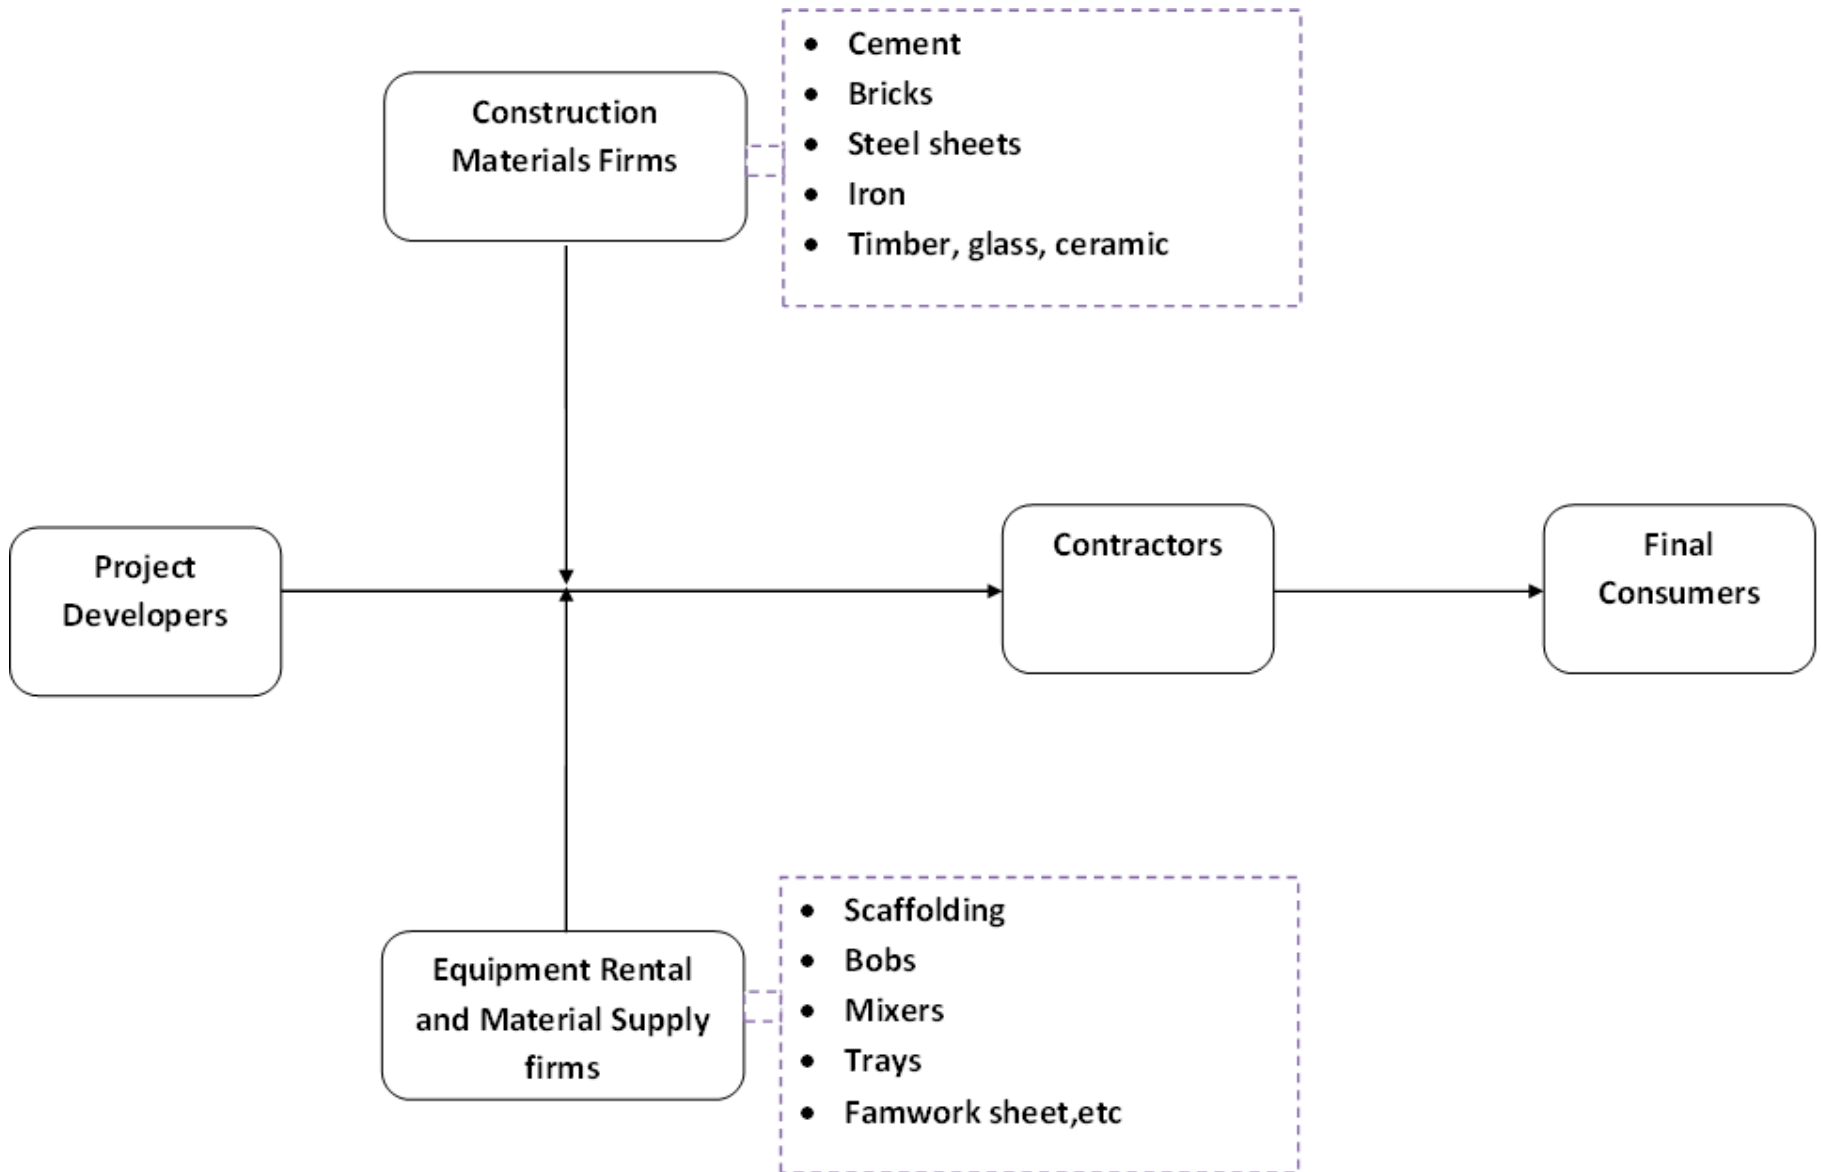 Construction
Materials Firms
• Cement
• Bricks
• Steel sheets
• Iron
• Timber, glass, ceramic
Project
Developers
Contractors
Final
Consumers
Equipment Rental
and Material Supply
firms
• Scaffolding
• Bobs
• Mixers
• Trays
• Famwork sheet,etc